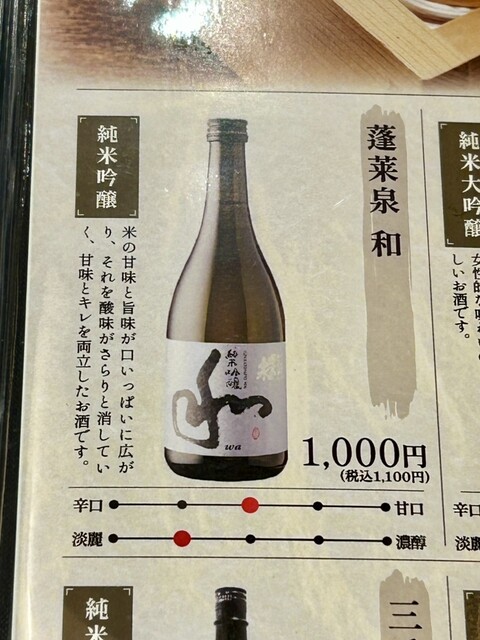 蓬莱泉 和
純米吟醸
米の甘味と旨味が口いっぱいに広が
り、それを酸味がさらりと消してい
く、甘味とキレを両立したお酒です。
純米吟醸
和
wa
1,000円
(税込1,100円)
辛口
甘口
淡麗
濃醇
純米大吟醸
しいお酒です。
辛口
淡麗
純米
三